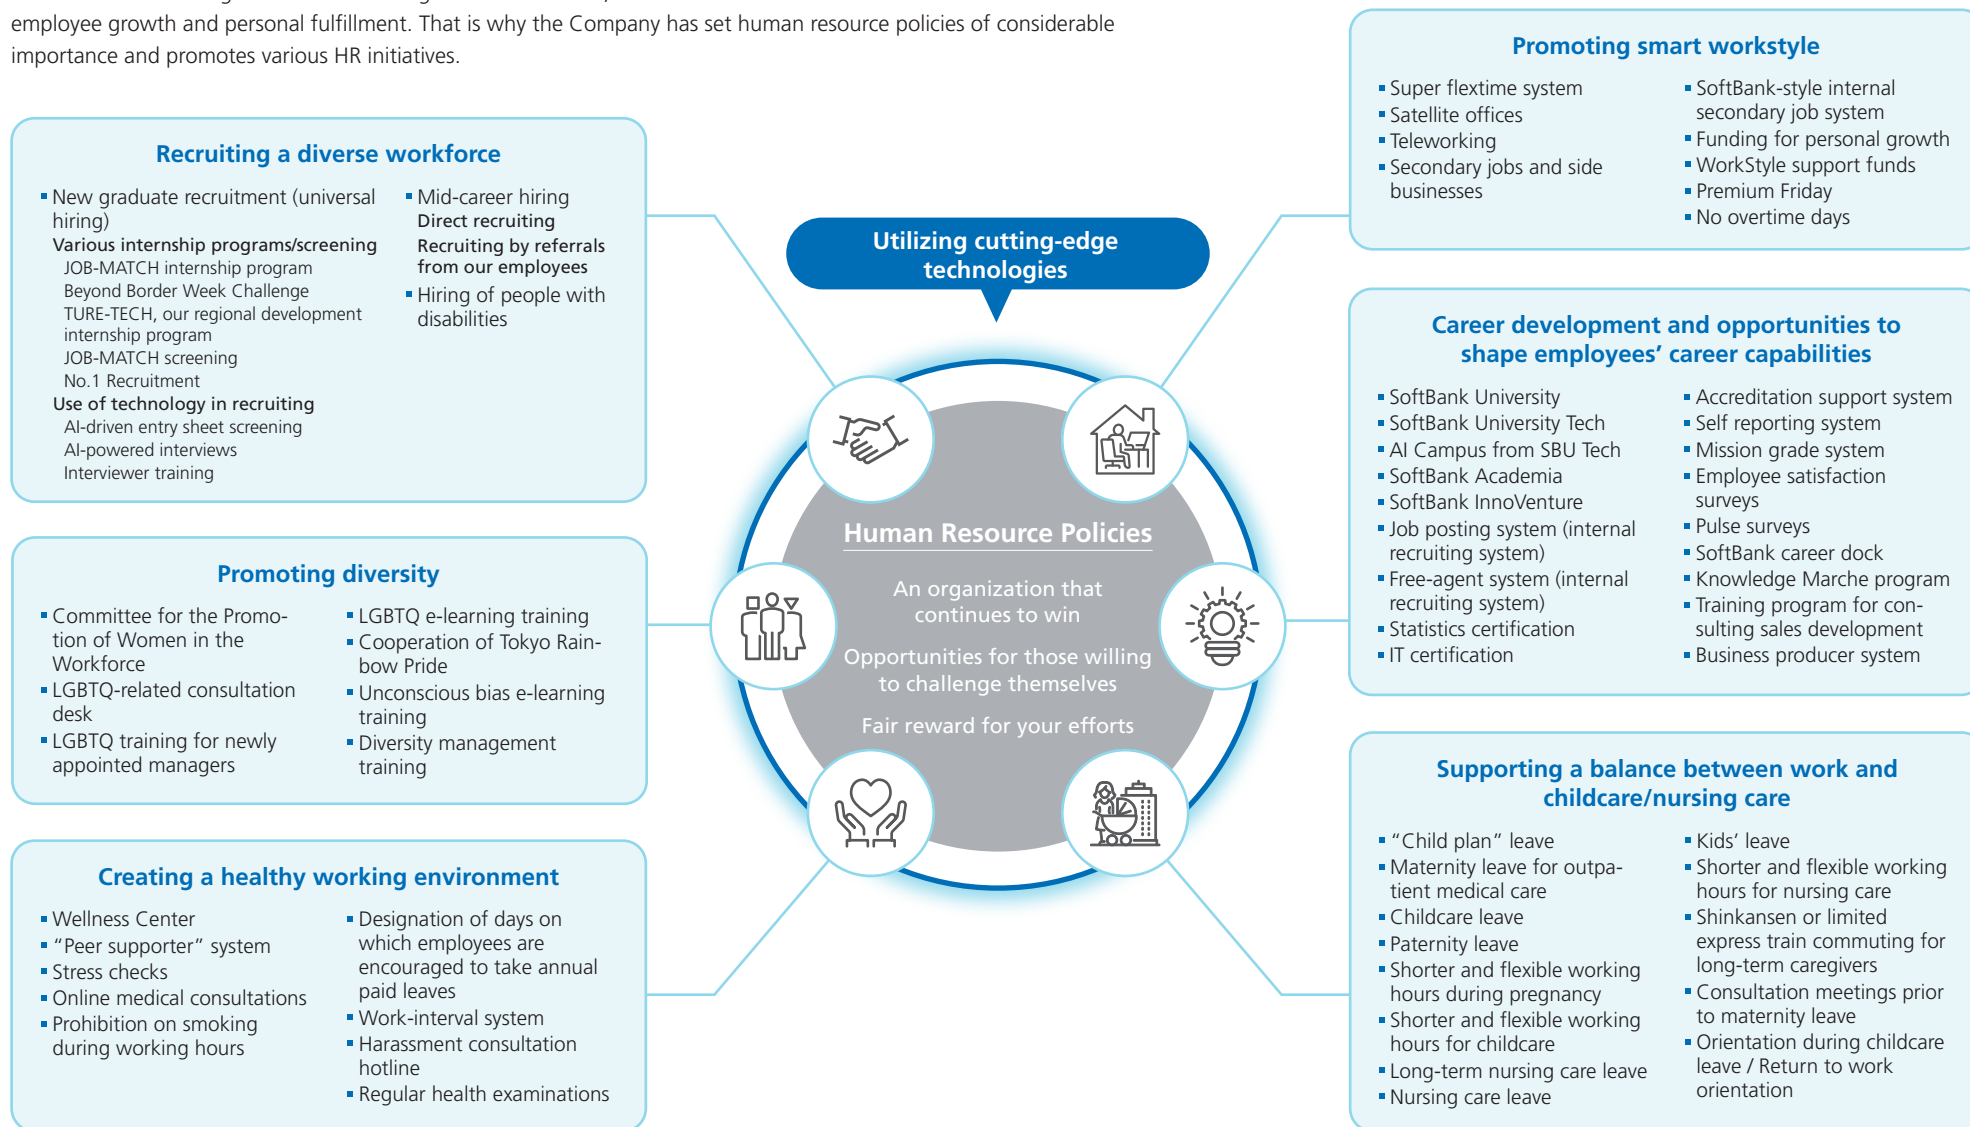 employee growth and personal fulfillment. That is why the Company has set human resource policies of considerable
importance and promotes various HR initiatives.
Recruiting a diverse workforce
▪ New graduate recruitment (universal
hiring)
Various internship programs/screening
JOB-MATCH internship program
Beyond Border Week Challenge
TURE-TECH, our regional development
internship program
JOB-MATCH screening
No.1 Recruitment
Use of technology in recruiting
AI-driven entry sheet screening
AI-powered interviews
Interviewer training
▪ Mid-career hiring
Direct recruiting
Recruiting by referrals
from our employees
▪ Hiring of people with
disabilities
Promoting diversity
▪ Committee for the Promo-
tion of Women in the
Workforce
▪ LGBTQ-related consultation
desk
▪ LGBTQ training for newly
appointed managers
▪ LGBTQ e-learning training
▪ Cooperation of Tokyo Rain-
bow Pride
▪ Unconscious bias e-learning
training
▪ Diversity management
training
Creating a healthy working environment
▪ Wellness Center
▪ “Peer supporter” system
▪ Stress checks
▪ Online medical consultations
▪ Prohibition on smoking
during working hours
▪ Designation of days on
which employees are
encouraged to take annual
paid leaves
▪ Work-interval system
▪ Harassment consultation
hotline
▪ Regular health examinations
Utilizing cutting-edge
technologies
Human Resource Policies
An organization that
continues to win
Opportunities for those willing
to challenge themselves
Fair reward for your efforts
Promoting smart workstyle
▪ Super flextime system
▪ Satellite offices
▪ Teleworking
▪ Secondary jobs and side
businesses
▪ SoftBank-style internal
secondary job system
▪ Funding for personal growth
▪ WorkStyle support funds
▪ Premium Friday
▪ No overtime days
Career development and opportunities to
shape employees’ career capabilities
▪ SoftBank University
▪ SoftBank University Tech
▪ AI Campus from SBU Tech
▪ SoftBank Academia
▪ SoftBank InnoVenture
▪ Job posting system (internal
recruiting system)
▪ Free-agent system (internal
recruiting system)
▪ Statistics certification
▪ IT certification
▪ Accreditation support system
▪ Self reporting system
▪ Mission grade system
▪ Employee satisfaction
surveys
▪ Pulse surveys
▪ SoftBank career dock
▪ Knowledge Marche program
▪ Training program for con-
sulting sales development
▪ Business producer system
Supporting a balance between work and
childcare/nursing care
▪ “Child plan” leave
▪ Maternity leave for outpa-
tient medical care
▪ Childcare leave
▪ Paternity leave
▪ Shorter and flexible working
hours during pregnancy
▪ Shorter and flexible working
hours for childcare
▪ Long-term nursing care leave
▪ Nursing care leave
▪ Kids’ leave
▪ Shorter and flexible working
hours for nursing care
▪ Shinkansen or limited
express train commuting for
long-term caregivers
▪ Consultation meetings prior
to maternity leave
▪ Orientation during childcare
leave / Return to work
orientation